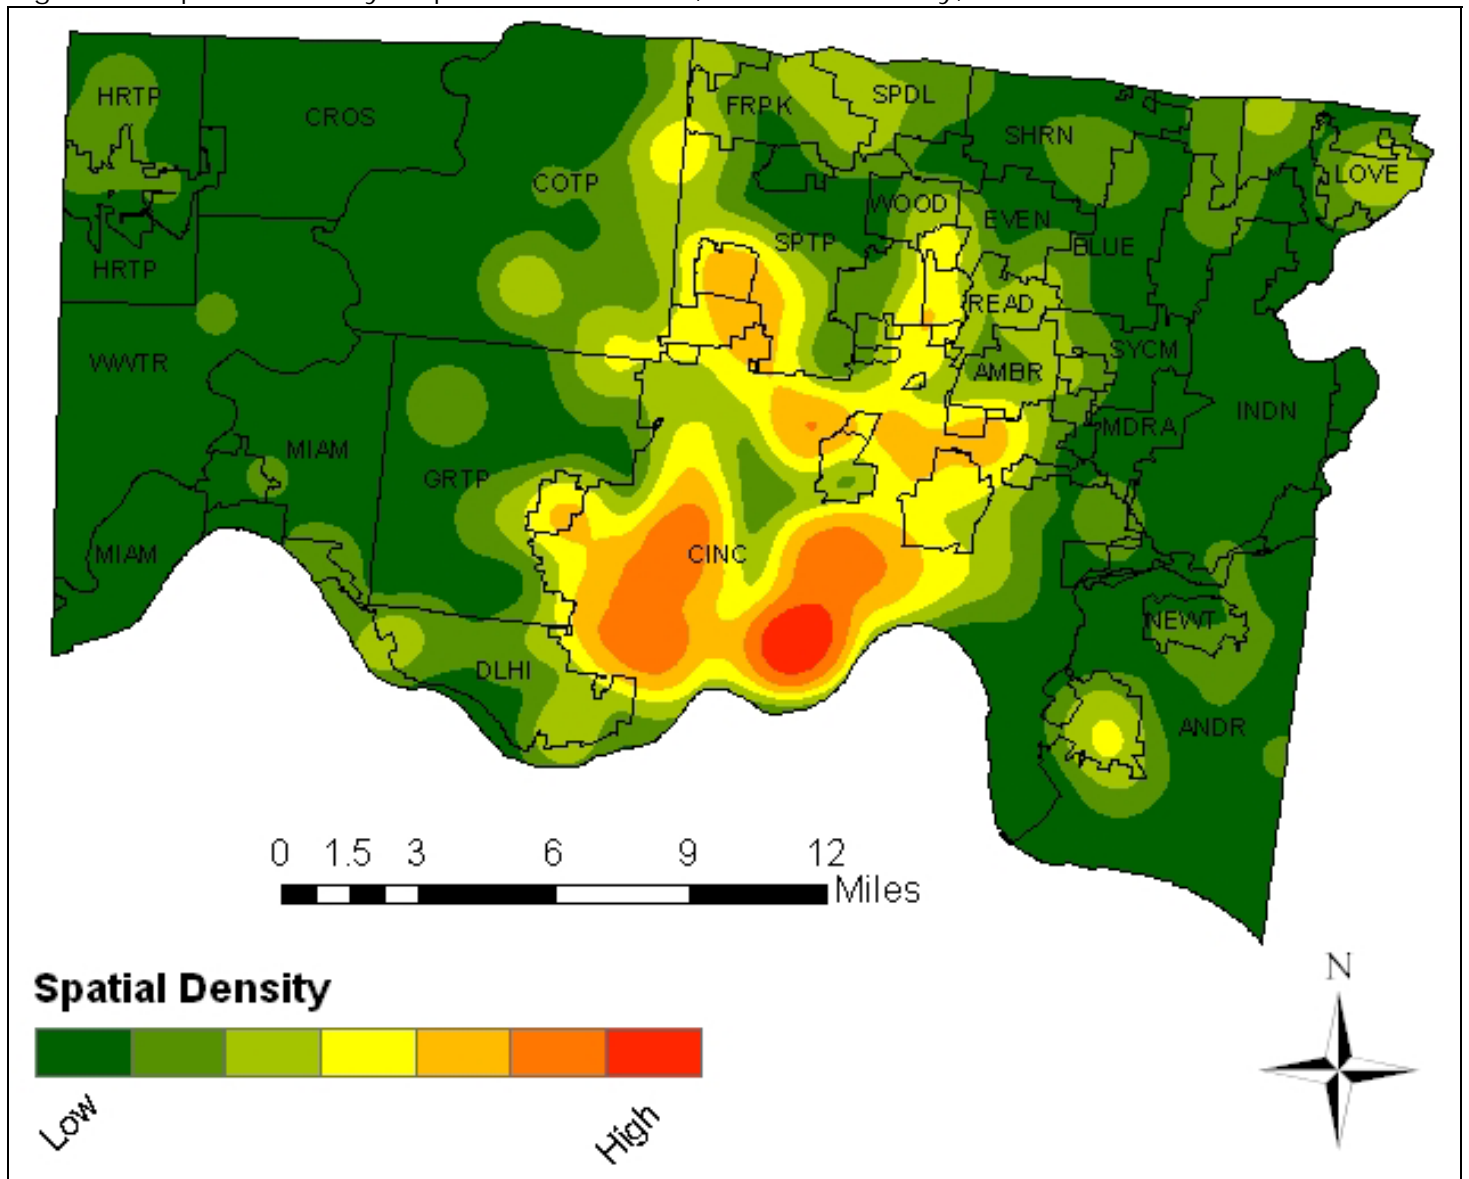 HRTP
CROS
FRPK
SPDL
SHRN
LOVE
COTP
WOOD
EVEN
SPTP
BLUE
HRTP
READ
WWTR
SYCM
AMBR
INDN
MDRA
MIAM
GRTP
MIAM
CINC
NEWT
DLHI
ANDR
0 1.5 3 6 9 12
Miles
Spatial Density
Low
High
N